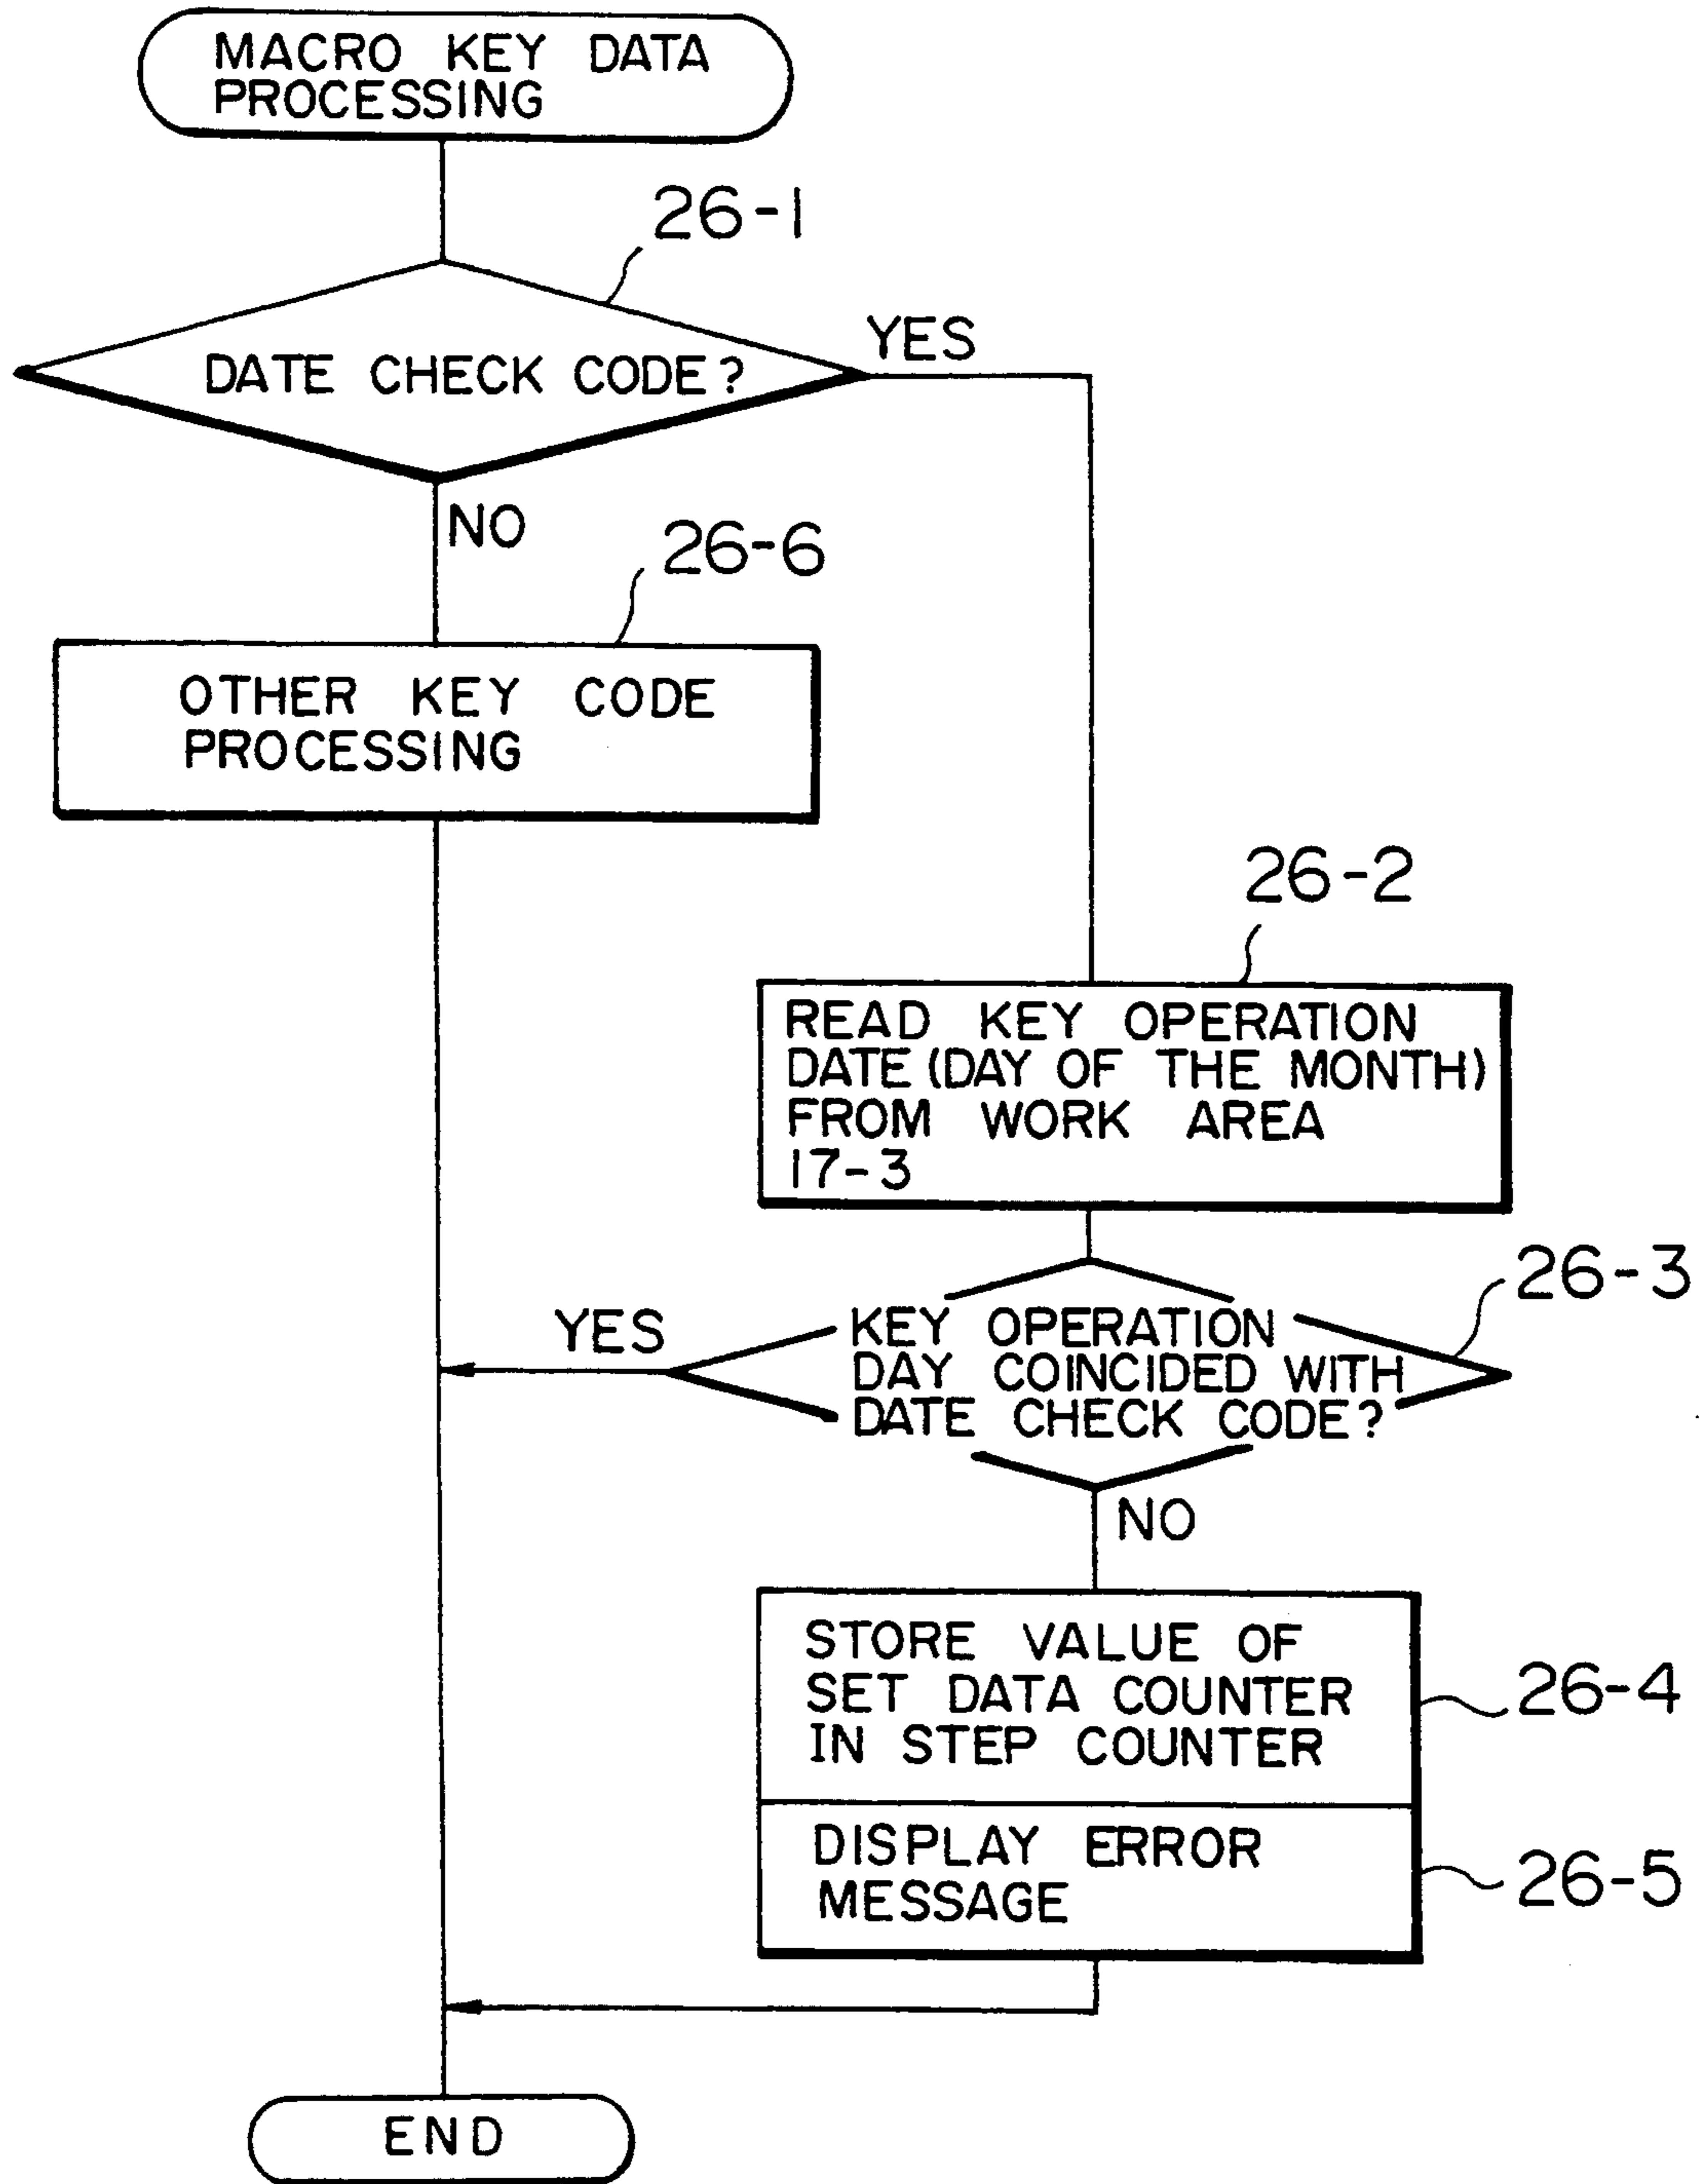 MACRO KEY DATA
PROCESSING
26-1
DATE CHECK CODE?
YES
NO
26-6
OTHER KEY CODE
PROCESSING
26-2
READ KEY OPERATION
DATE (DAY OF THE MONTH)
FROM WORK AREA
17-3
26-3
YES
KEY OPERATION
DAY COINCIDED WITH
DATE CHECK CODE?
NO
STORE VALUE OF
SET DATA COUNTER
IN STEP COUNTER
26-4
DISPLAY ERROR
MESSAGE
26-5
END